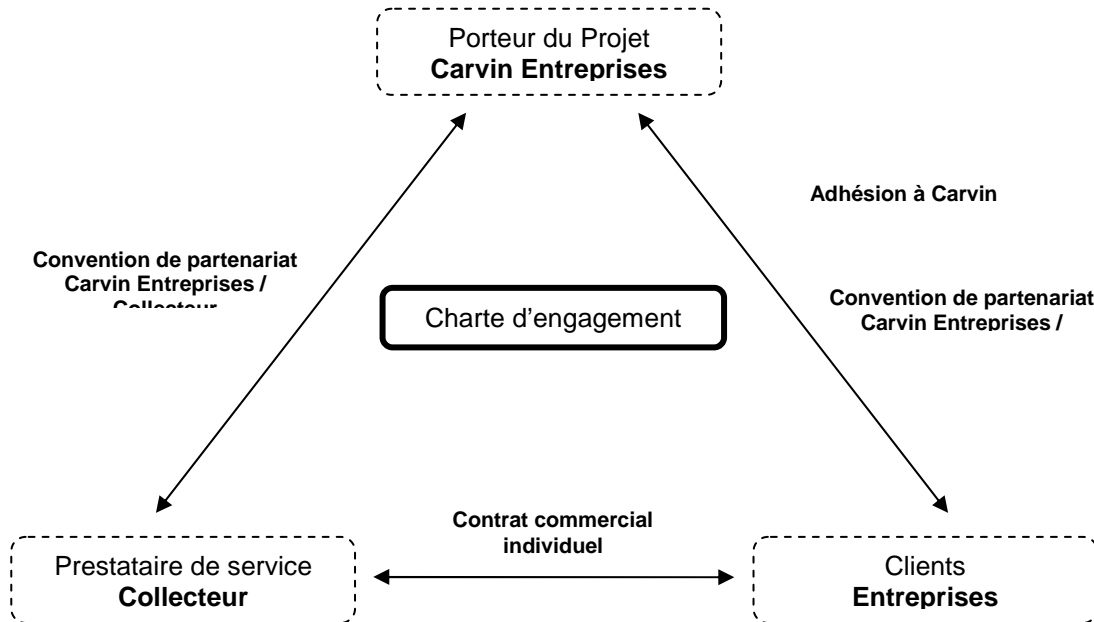 Porteur du Projet
Carvin Entreprises
Adhésion à Carvin
Convention de partenariat
Carvin Entreprises /
Collecteur
Charte d’engagement
Convention de partenariat
Carvin Entreprises /
Contrat commercial
individuel
Prestataire de service
Collecteur
Clients
Entreprises